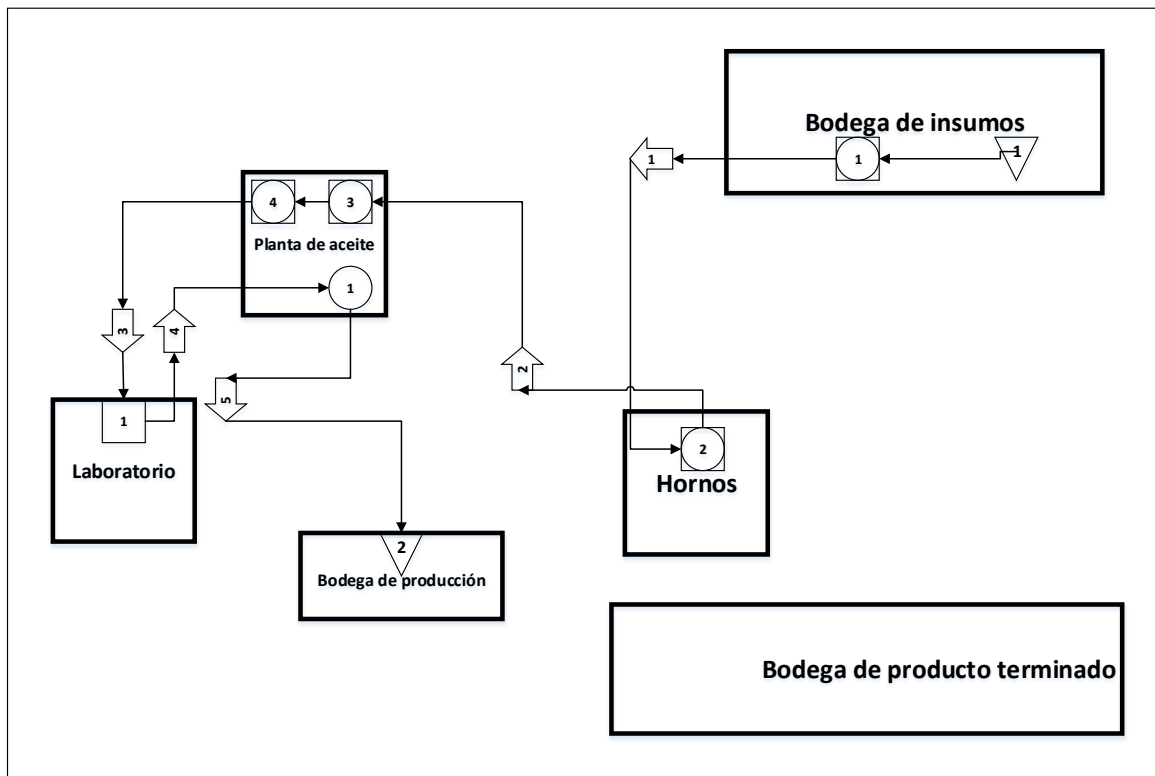 Bodega de insumos
1
1
1
4
3
Planta de aceite
1
3
4
2
5
1
Laboratorio
2
Hornos
2
Bodega de producción
Bodega de producto terminado